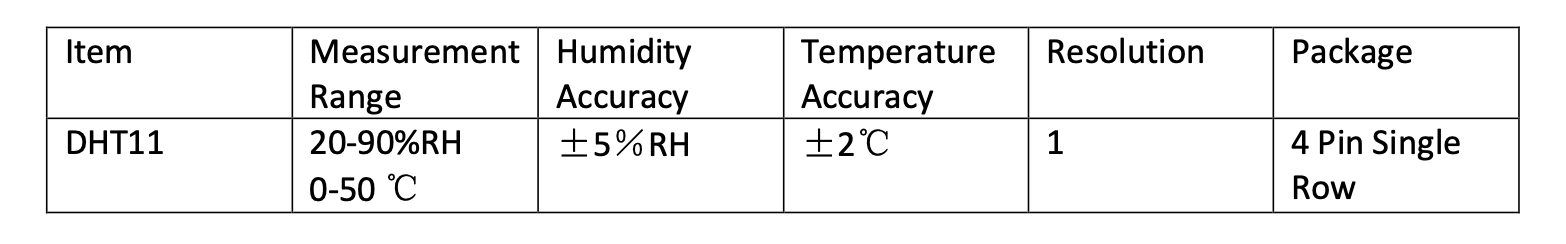 Item
Measurement
Range
Humidity
Accuracy
Temperature
Accuracy
Resolution
Package
DHT11
20-90%RH
0-50 ℃
±5％RH
±2℃
1
4 Pin Single
Row